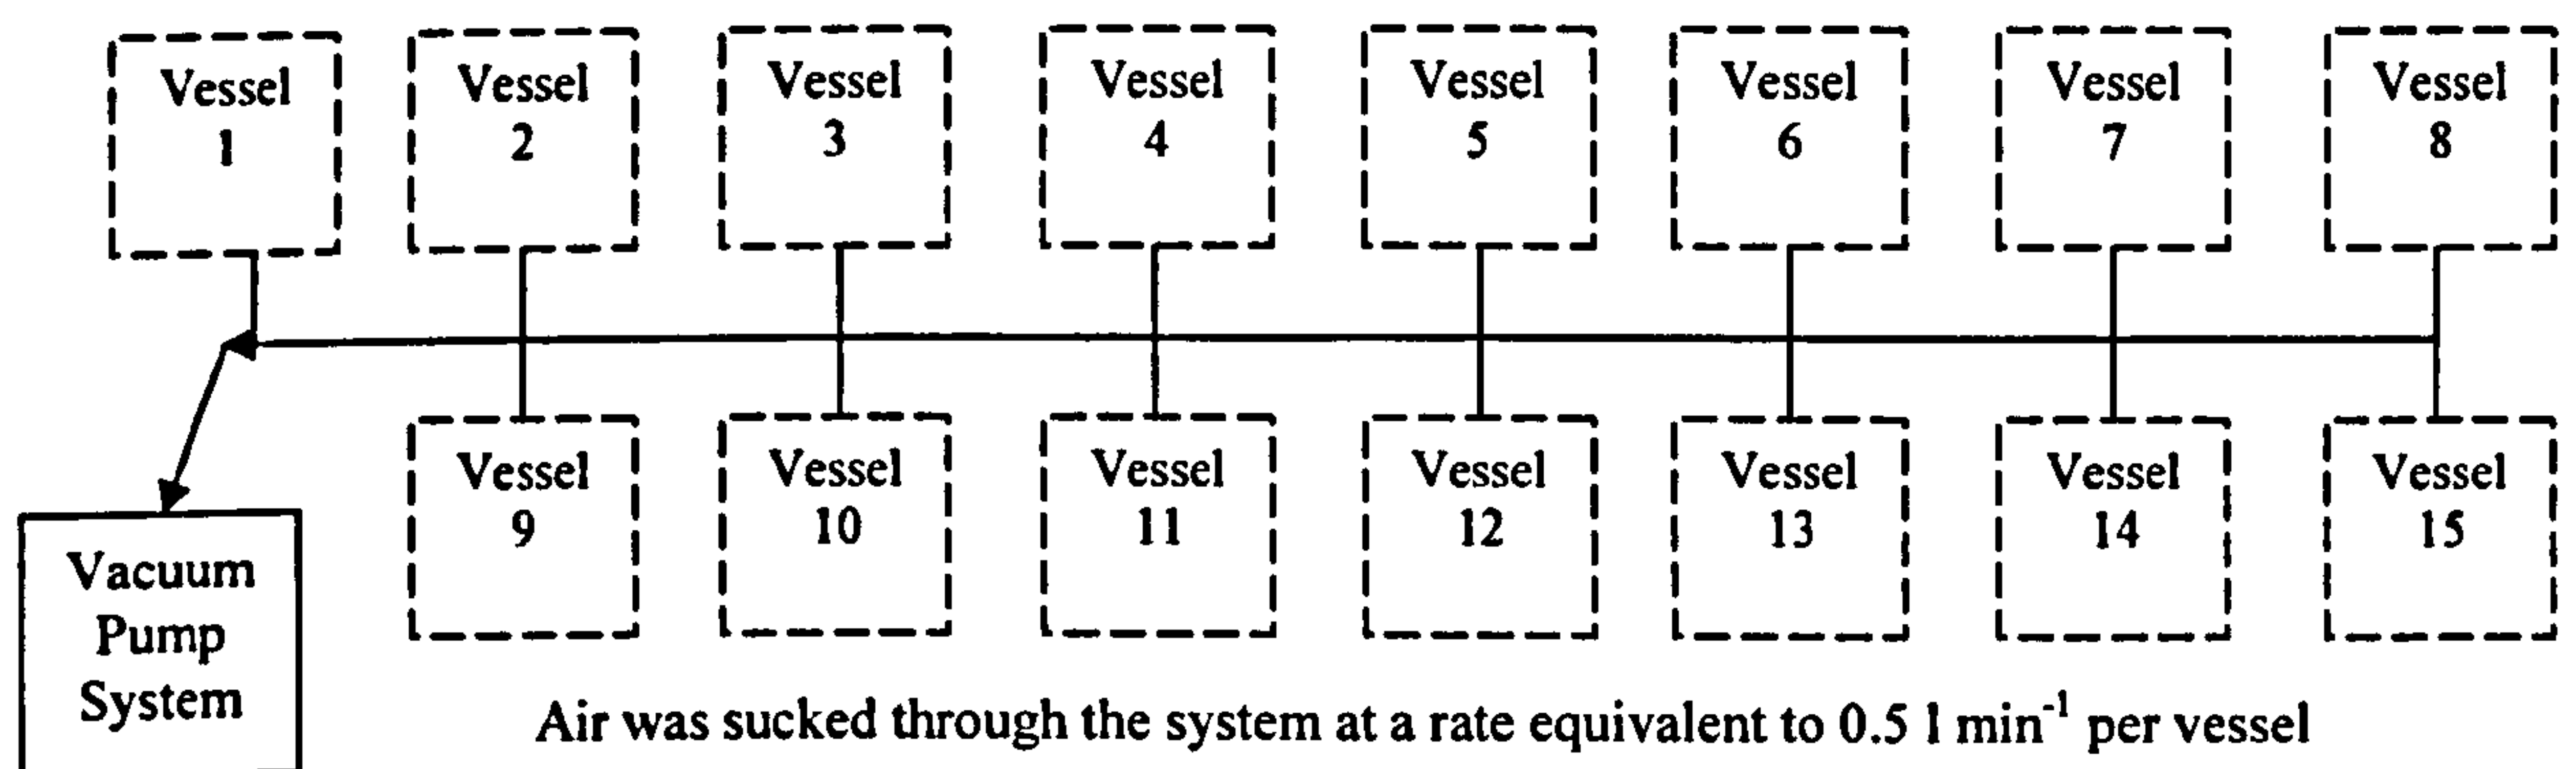 Vessel
1
Vessel
2
Vessel
3
Vessel
4
Vessel
5
Vessel
6
Vessel
7
Vessel
8
Vessel
9
Vessel
10
Vessel
11
Vessel
12
Vessel
13
Vessel
14
Vessel
15
Vacuum
Pump
System
Air was sucked through the system at a rate equivalent to 0.5 l min⁻¹ per vessel